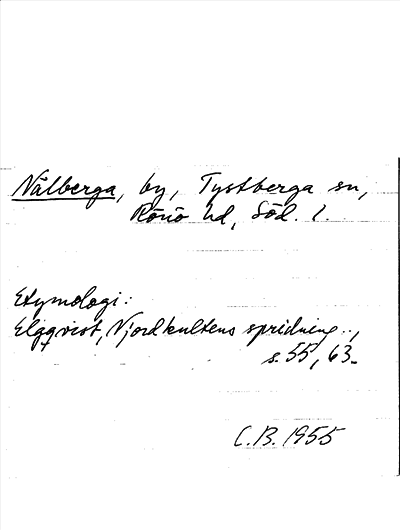 Nälberga, by, Tystberga sn,
Rönö hd, Söd. l.
Etymologi:
Elgqvist, Njordkultens spridning..,
s. 55, 63.
C.B. 1955